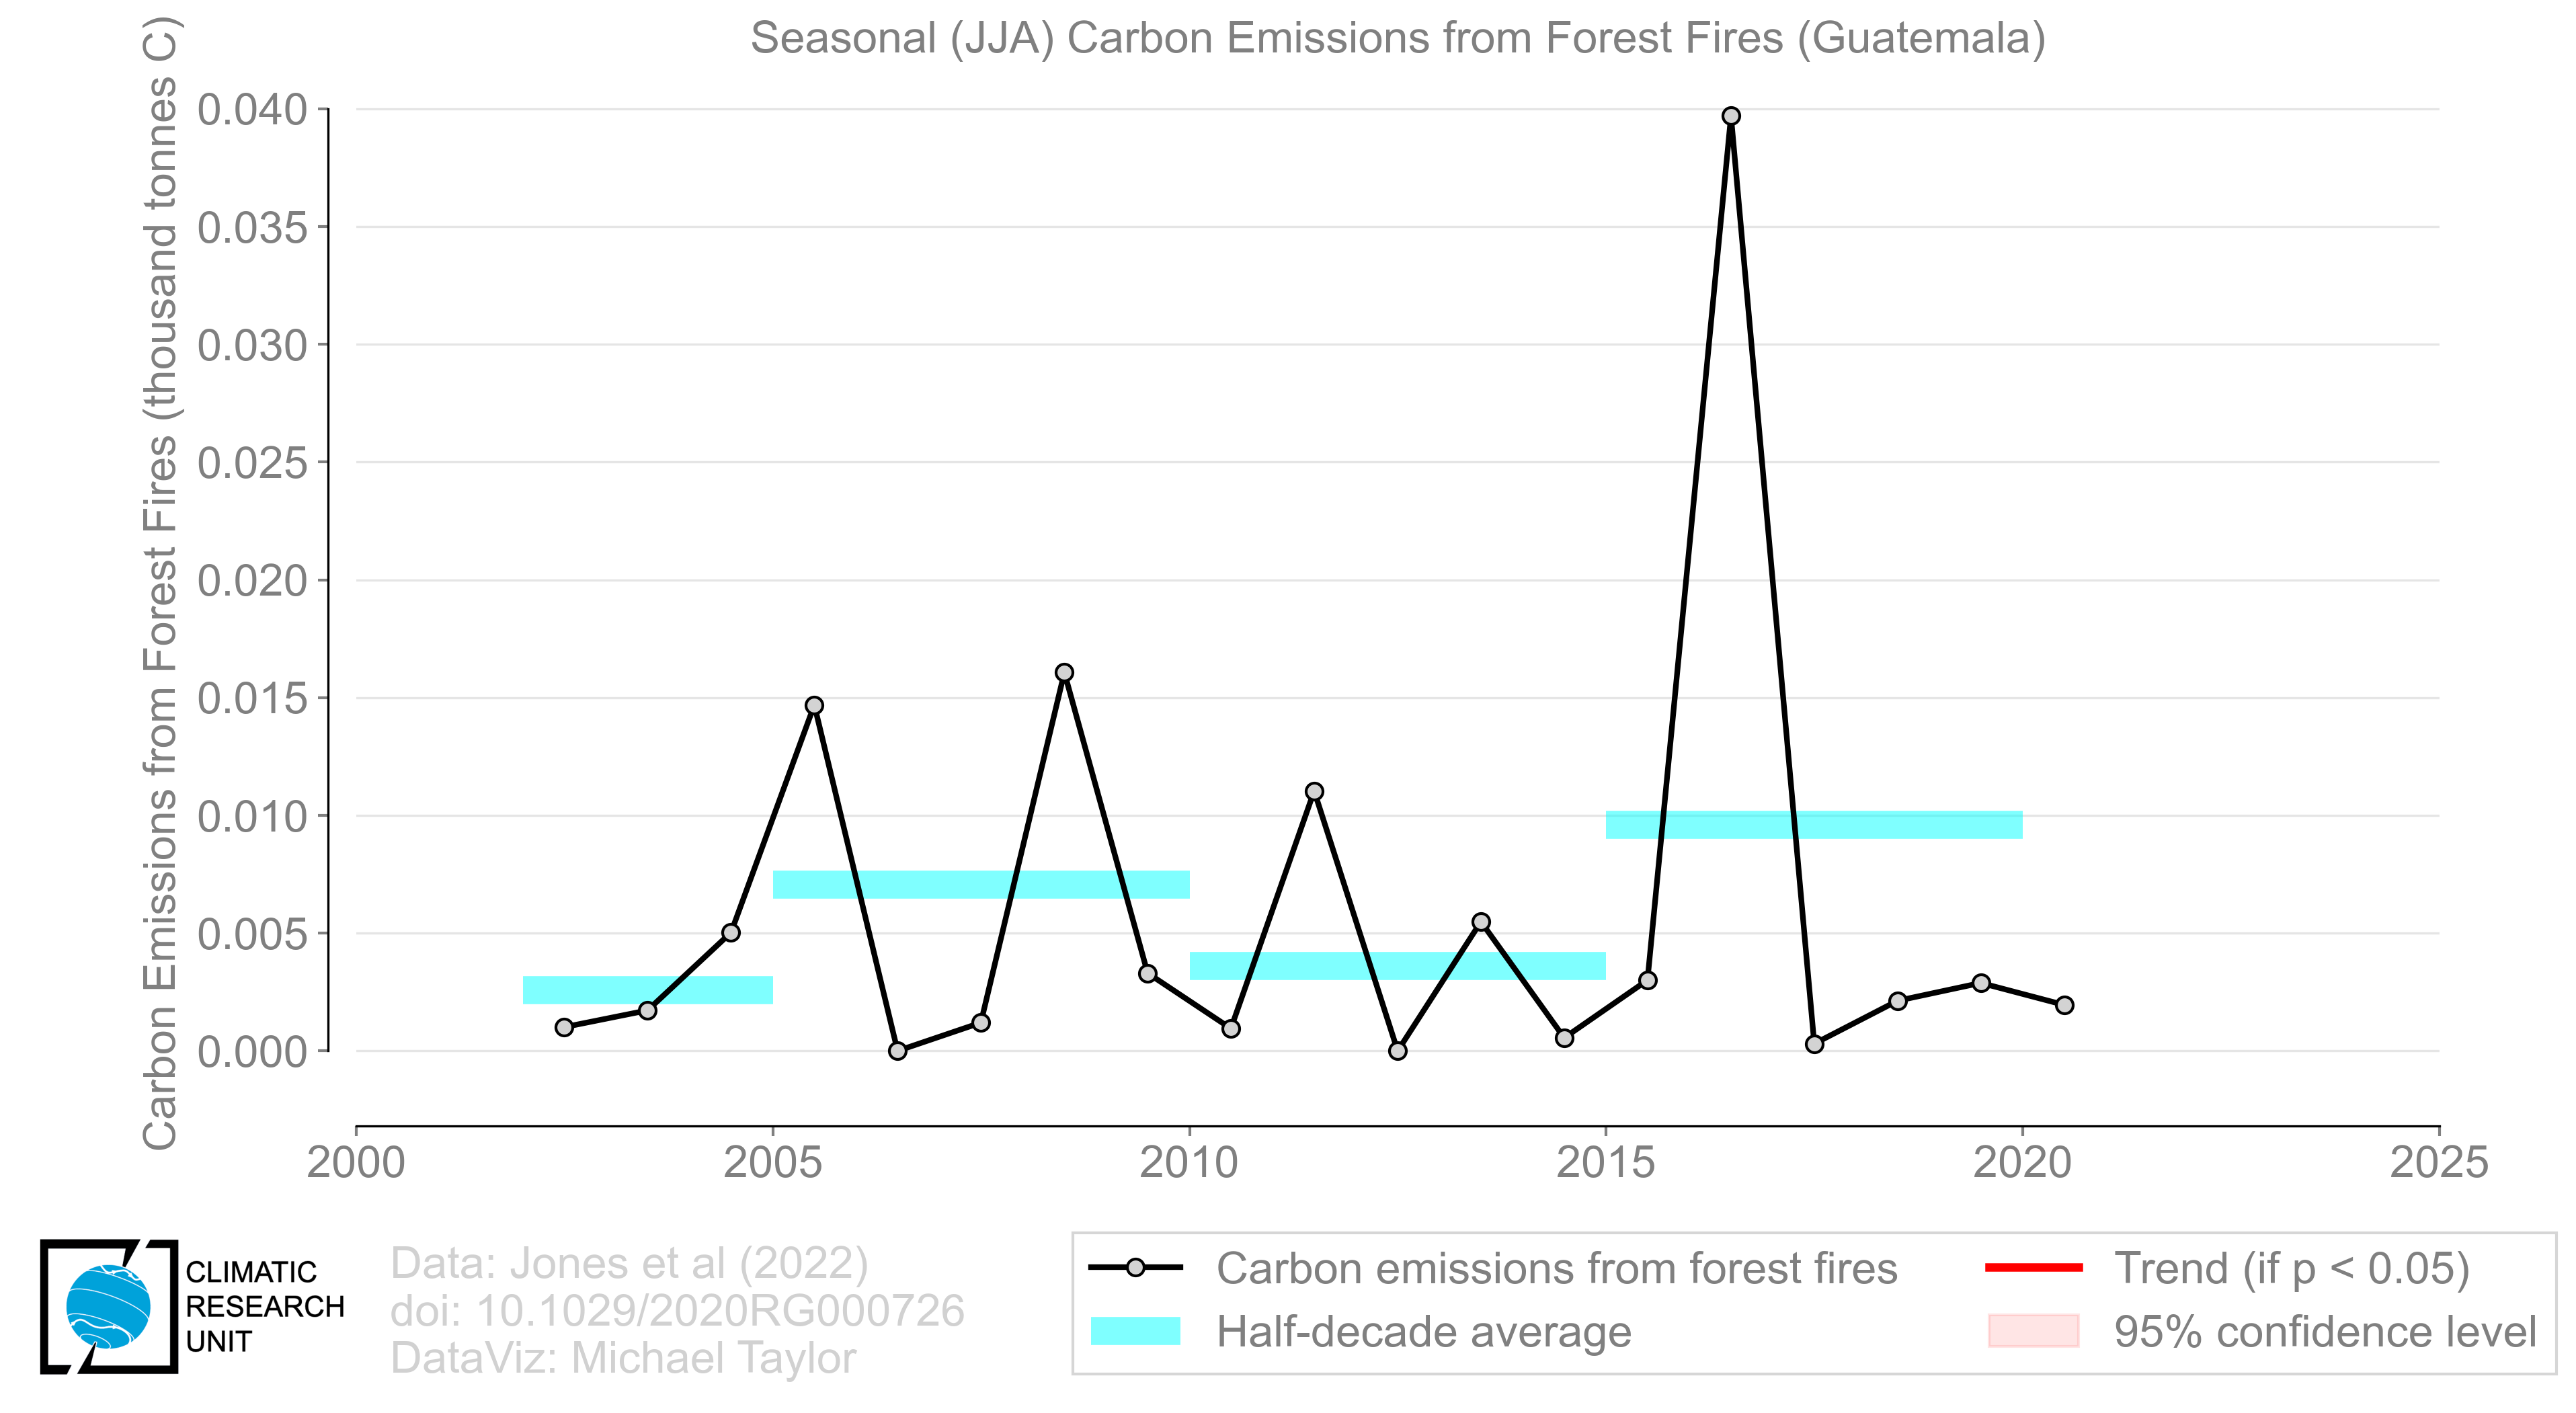 Seasonal (JJA) Carbon Emissions from Forest Fires (Guatemala)
Carbon Emissions from Forest Fires (thousand tonnes C)
0.040
0.035
0.030
0.025
0.020
0.015
0.010
0.005
0.000
2000 2005 2010 2015 2020 2025
CLIMATIC
RESEARCH
UNIT
Data: Jones et al (2022)
doi: 10.1029/2020RG000726
DataViz: Michael Taylor
Carbon emissions from forest fires
Half-decade average
Trend (if p < 0.05)
95% confidence level